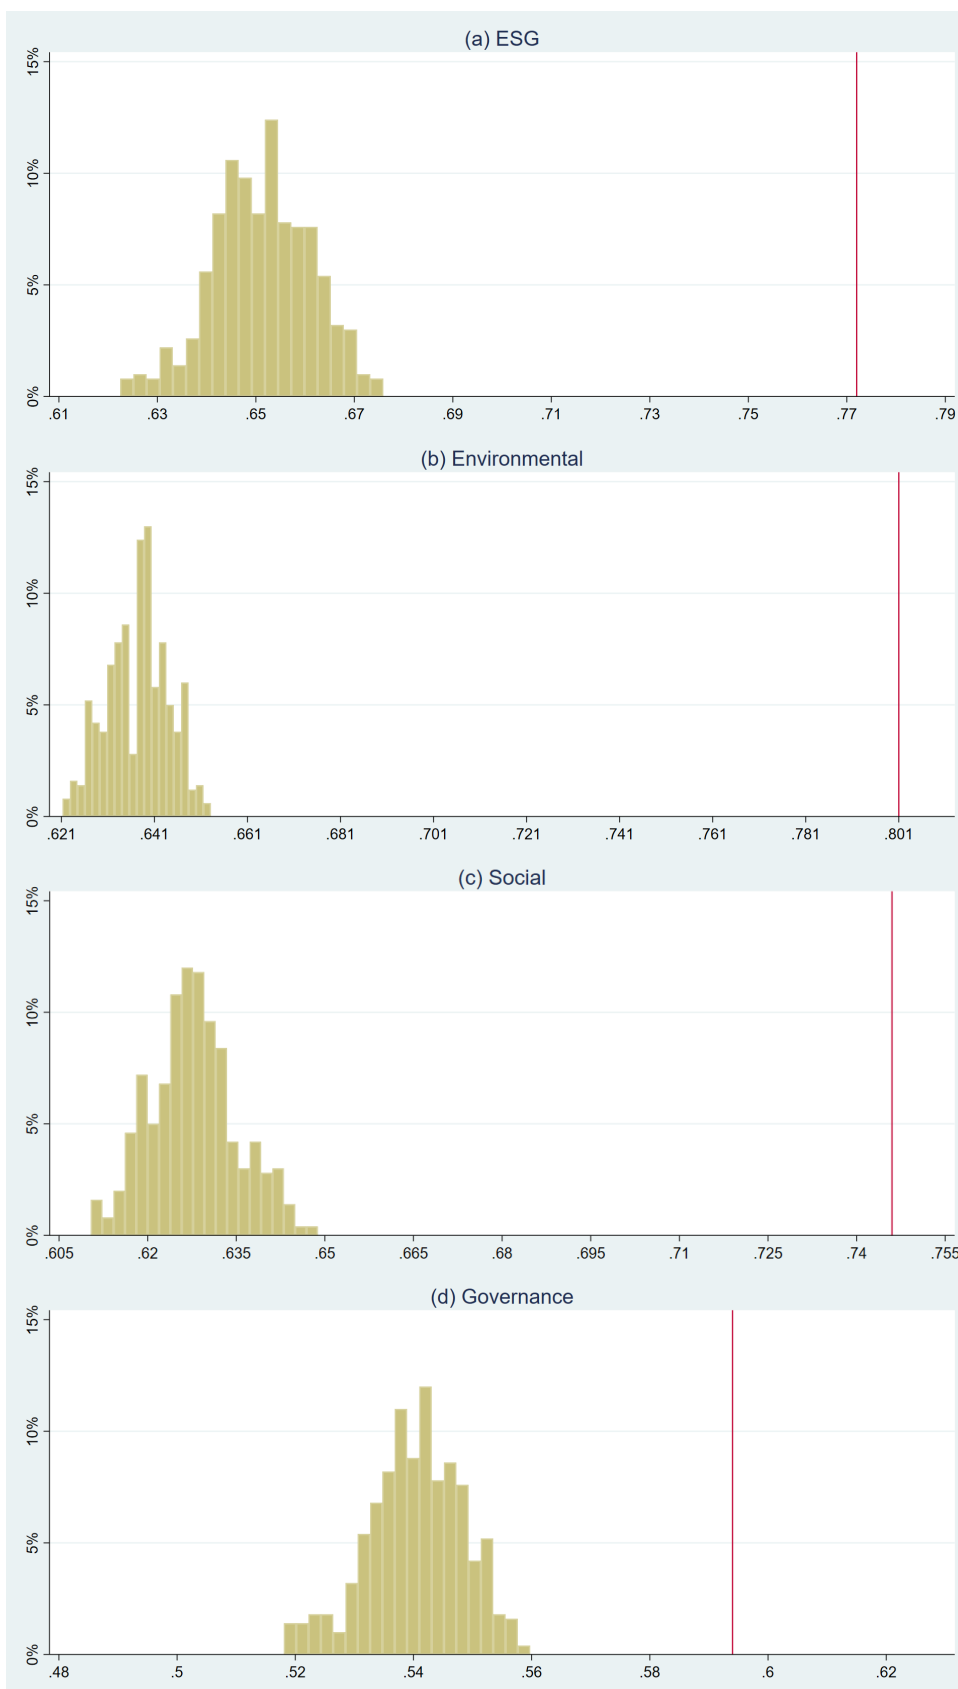 (a) ESG
15%
10%
5%
0%
.61 .63 .65 .67 .69 .71 .73 .75 .77 .79
(b) Environmental
15%
10%
5%
0%
.621 .641 .661 .681 .701 .721 .741 .761 .781 .801
(c) Social
15%
10%
5%
0%
.605 .62 .635 .65 .665 .68 .695 .71 .725 .74 .755
(d) Governance
15%
10%
5%
0%
.48 .5 .52 .54 .56 .58 .6 .62